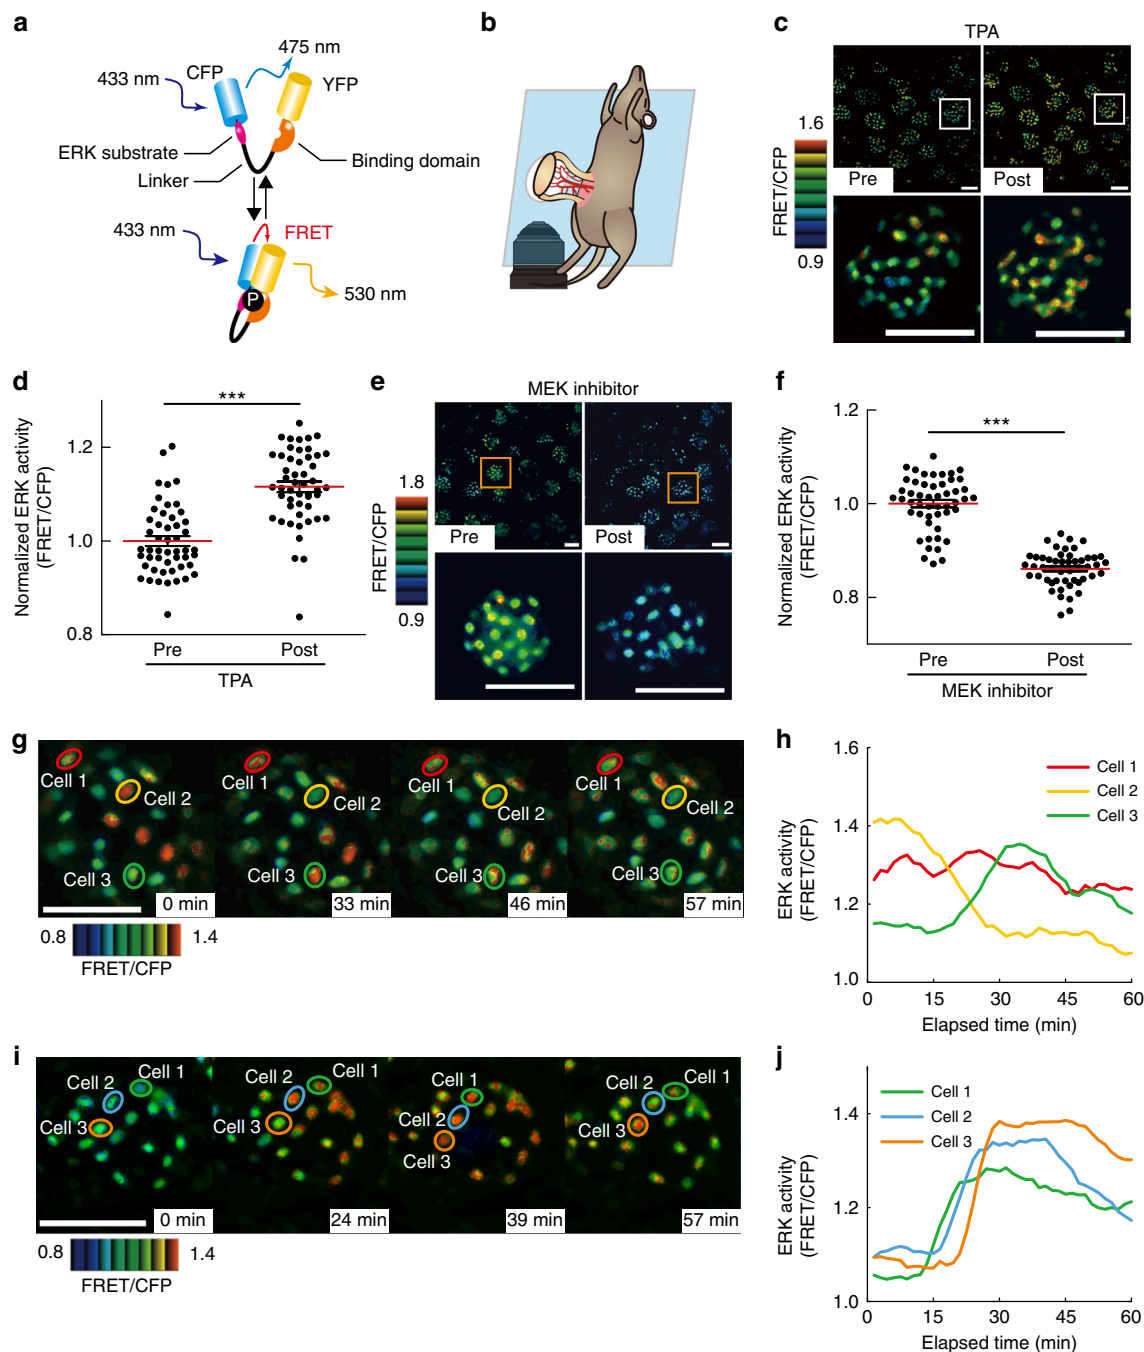 a
433 nm
CFP
475 nm
YFP
ERK substrate
Linker
Binding domain
433 nm
FRET
P
530 nm
b
c
TPA
1.6
FRET/CFP
0.9
Pre
Post
d
***
Normalized ERK activity
(FRET/CFP)
1.2
1.0
0.8
Pre
Post
TPA
e
MEK inhibitor
1.8
FRET/CFP
0.9
Pre
Post
f
***
Normalized ERK activity
(FRET/CFP)
1.2
1.0
0.8
Pre
Post
MEK inhibitor
g
Cell 1
Cell 2
Cell 3
0 min
Cell 1
Cell 2
Cell 3
33 min
Cell 1
Cell 2
Cell 3
46 min
Cell 1
Cell 2
Cell 3
57 min
0.8
1.4
FRET/CFP
h
1.6
1.4
1.2
1.0
ERK activity
(FRET/CFP)
Cell 1
Cell 2
Cell 3
0
15
30
45
60
Elapsed time (min)
i
Cell 1
Cell 2
Cell 3
0 min
Cell 1
Cell 2
Cell 3
24 min
Cell 1
Cell 2
Cell 3
39 min
Cell 1
Cell 2
Cell 3
57 min
0.8
1.4
FRET/CFP
j
1.4
1.2
1.0
ERK activity
(FRET/CFP)
Cell 1
Cell 2
Cell 3
0
15
30
45
60
Elapsed time (min)